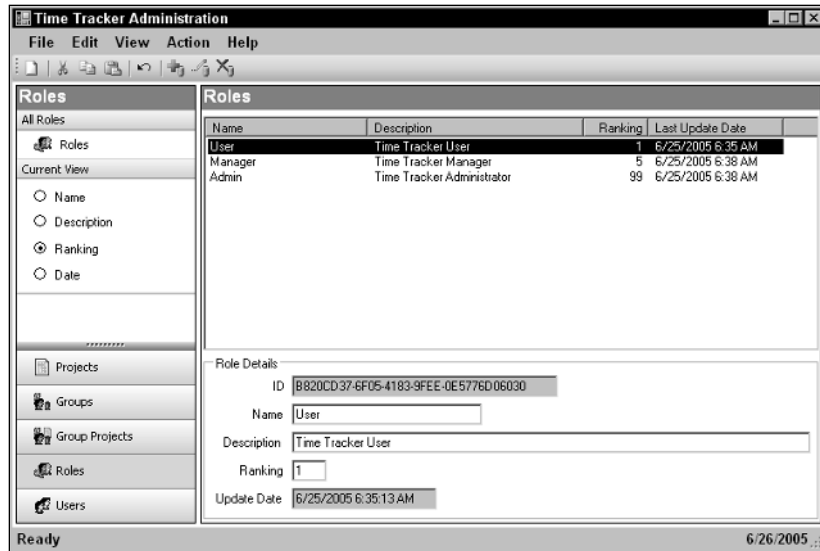 Time Tracker Administration
File Edit View Action Help
Roles
All Roles
Roles
Current View
Name
Description
Ranking
Date
Projects
Groups
Group Projects
Roles
Users
Roles
Name Description Ranking Last Update Date
User Time Tracker User 1 6/25/2005 6:35 AM
Manager Time Tracker Manager 5 6/25/2005 6:38 AM
Admin Time Tracker Administrator 99 6/25/2005 6:38 AM
Role Details
ID B820CD37-6F05-4183-9FEE-0E5776D06030
Name User
Description Time Tracker User
Ranking 1
Update Date 6/25/2005 6:35:13 AM
Ready 6/26/2005